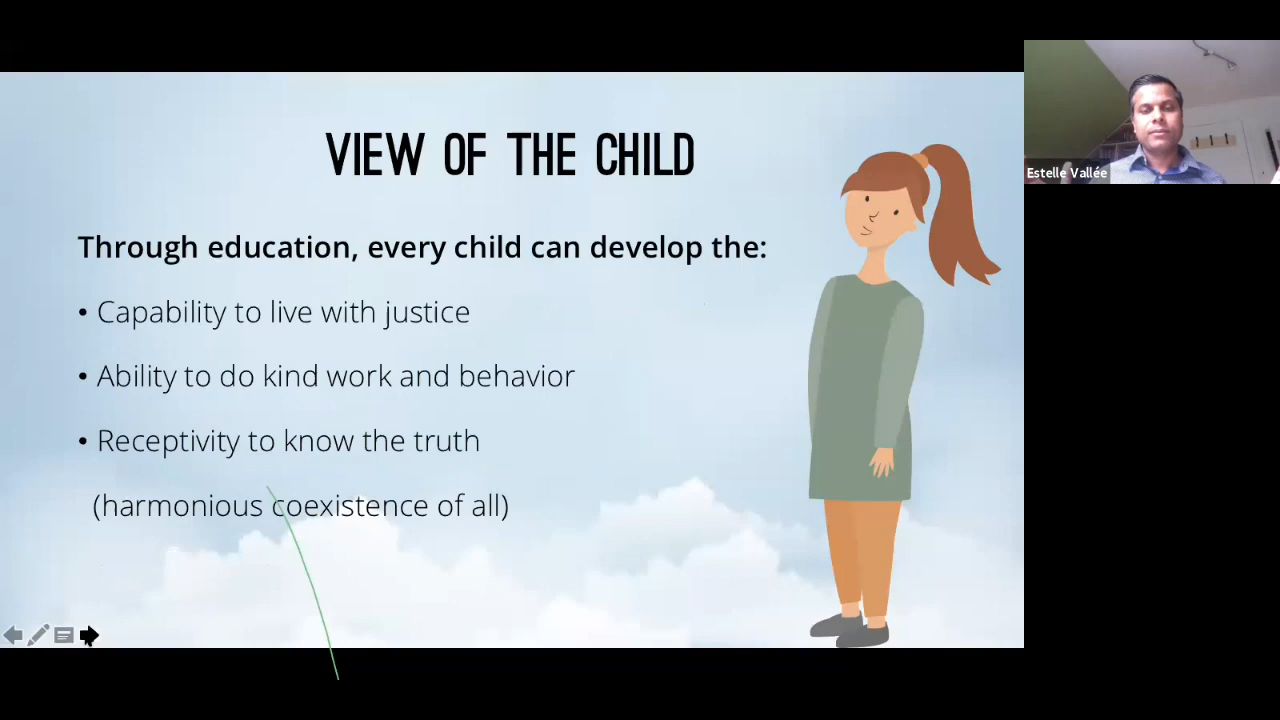 VIEW OF THE CHILD
Through education, every child can develop the:
• Capability to live with justice
• Ability to do kind work and behavior
• Receptivity to know the truth
(harmonious coexistence of all)
Estelle Vallée